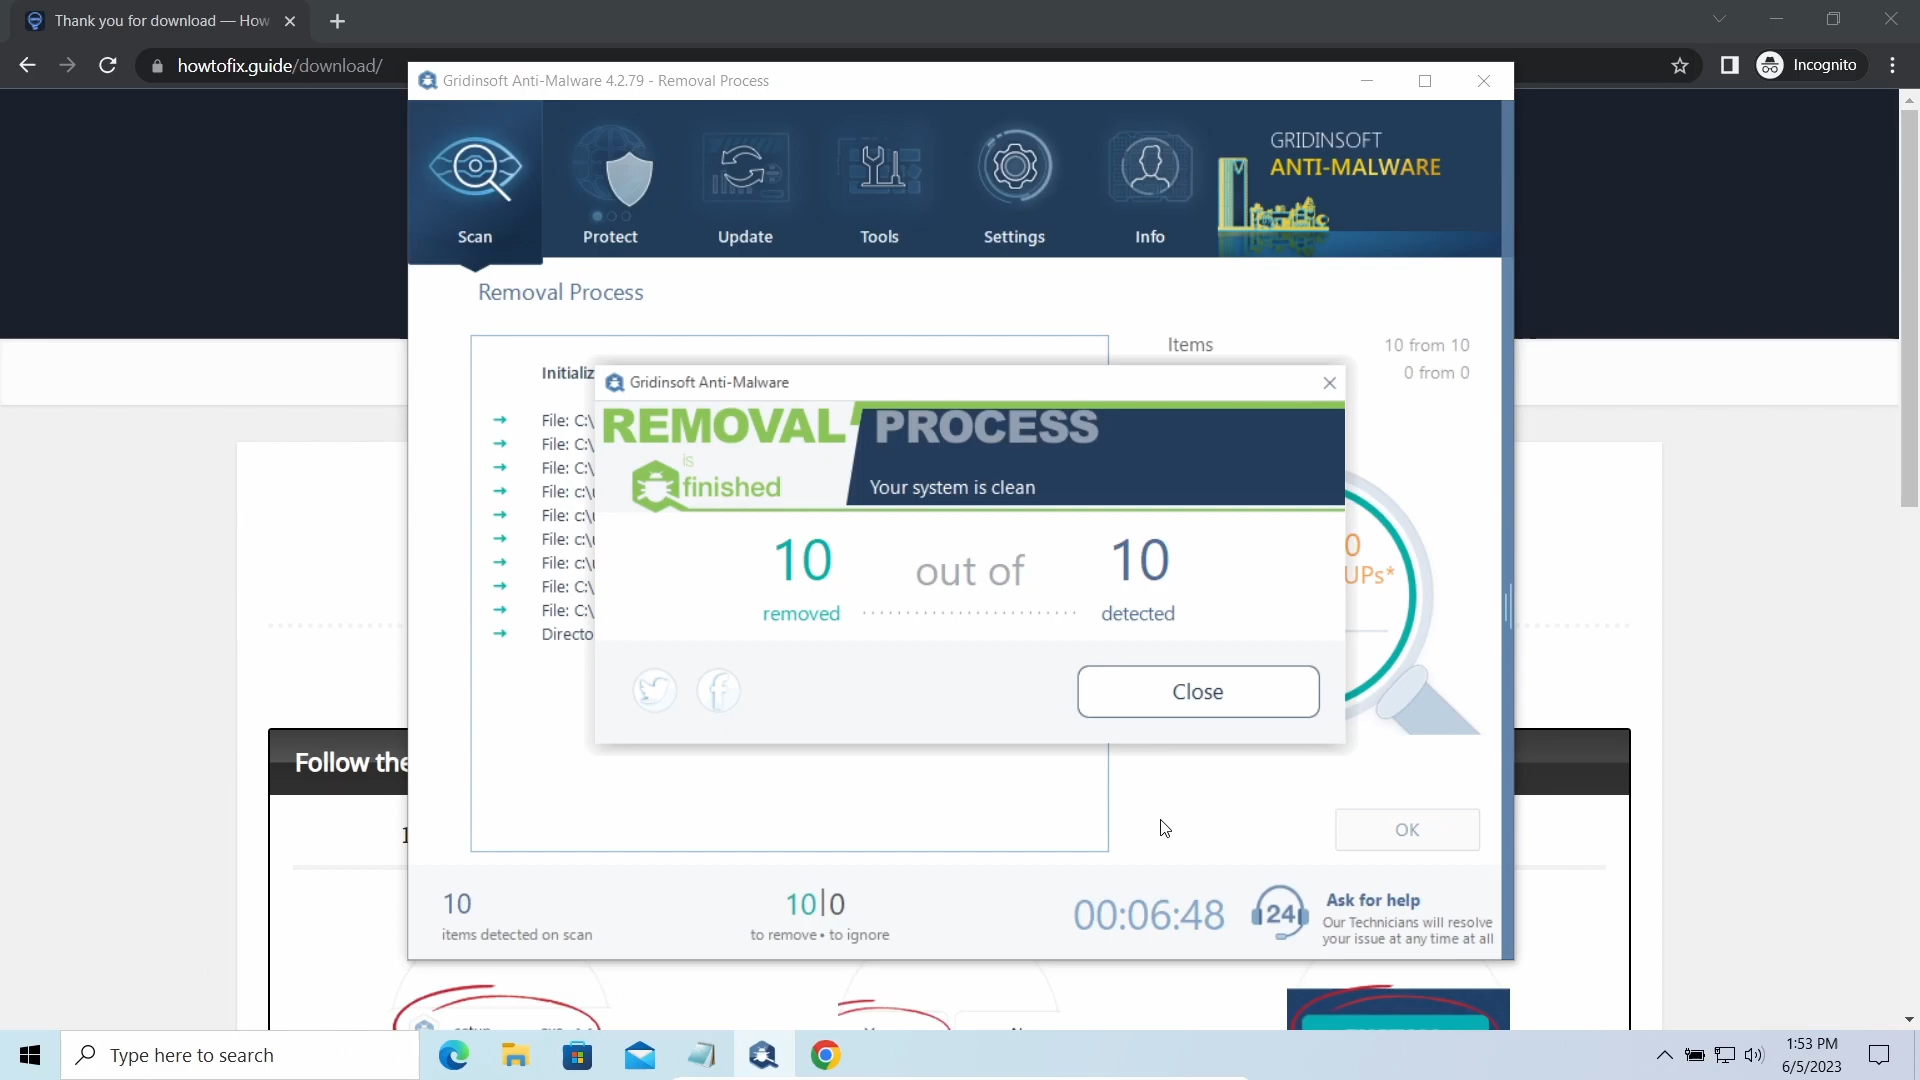 Thank you for download — How
howtofix.guide/download/
Incognito
Gridinsoft Anti-Malware 4.2.79 - Removal Process
Scan
Protect
Update
Tools
Settings
Info
GRIDINSOFT
ANTI-MALWARE
Removal Process
Items
10 from 10
0 from 0
Initializ
File: C:\
File: C:\
File: C:\
File: c:\u
File: c:\u
File: c:\u
File: c:\u
File: C:\
File: C:\
Directo
Gridinsoft Anti-Malware
REMOVAL PROCESS
is
finished
Your system is clean
10 out of 10
removed
detected
Close
0
UPs*
OK
Follow the
1
10
items detected on scan
10|0
to remove • to ignore
00:06:48
24
Ask for help
Our Technicians will resolve
your issue at any time at all
Type here to search
1:53 PM
6/5/2023